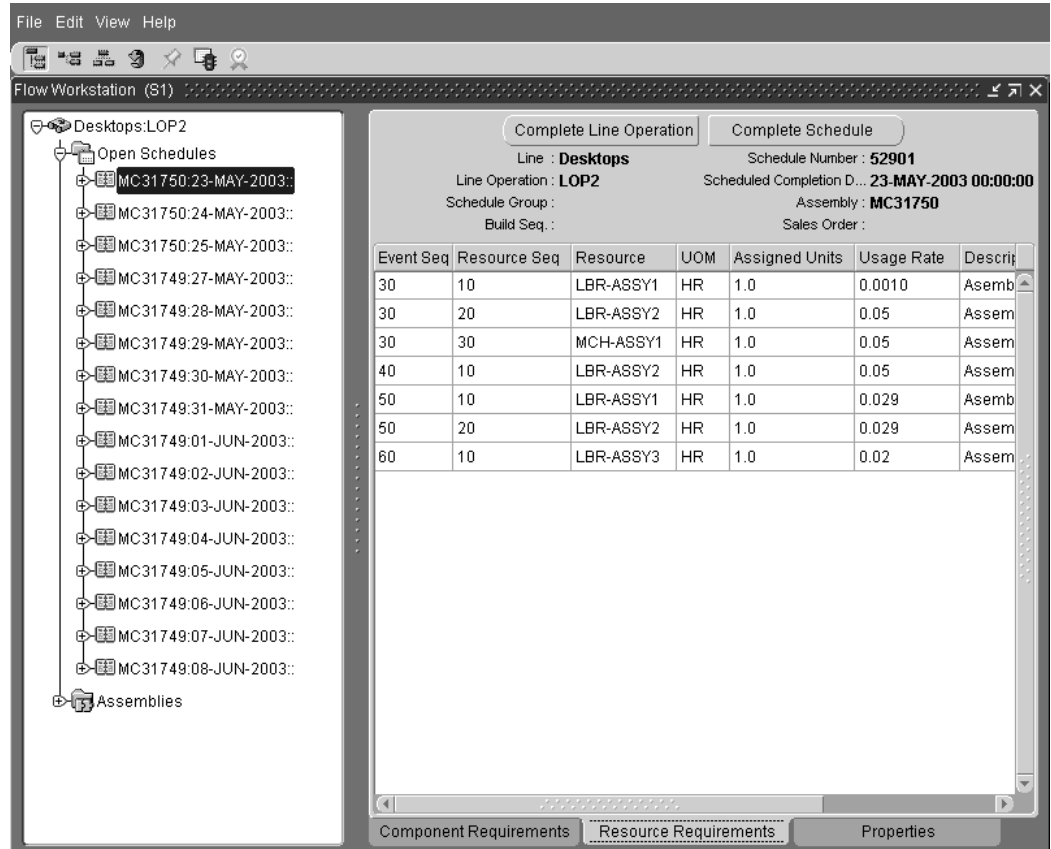 File Edit View Help
Flow Workstation (S1)
Desktops:LOP2
Open Schedules
MC31750:23-MAY-2003::
MC31750:24-MAY-2003::
MC31750:25-MAY-2003::
MC31749:27-MAY-2003::
MC31749:28-MAY-2003::
MC31749:29-MAY-2003::
MC31749:30-MAY-2003::
MC31749:31-MAY-2003::
MC31749:01-JUN-2003::
MC31749:02-JUN-2003::
MC31749:03-JUN-2003::
MC31749:04-JUN-2003::
MC31749:05-JUN-2003::
MC31749:06-JUN-2003::
MC31749:07-JUN-2003::
MC31749:08-JUN-2003::
Assemblies
Complete Line Operation Complete Schedule
Line : Desktops Schedule Number : 52901
Line Operation : LOP2 Scheduled Completion D... 23-MAY-2003 00:00:00
Schedule Group : Assembly : MC31750
Build Seq. : Sales Order :
Event Seq Resource Seq Resource UOM Assigned Units Usage Rate Descrip
30 10 LBR-ASSY1 HR 1.0 0.0010 Asemb
30 20 LBR-ASSY2 HR 1.0 0.05 Assem
30 30 MCH-ASSY1 HR 1.0 0.05 Assem
40 10 LBR-ASSY2 HR 1.0 0.05 Assem
50 10 LBR-ASSY1 HR 1.0 0.029 Asemb
50 20 LBR-ASSY2 HR 1.0 0.029 Assem
60 10 LBR-ASSY3 HR 1.0 0.02 Assem
Component Requirements Resource Requirements Properties